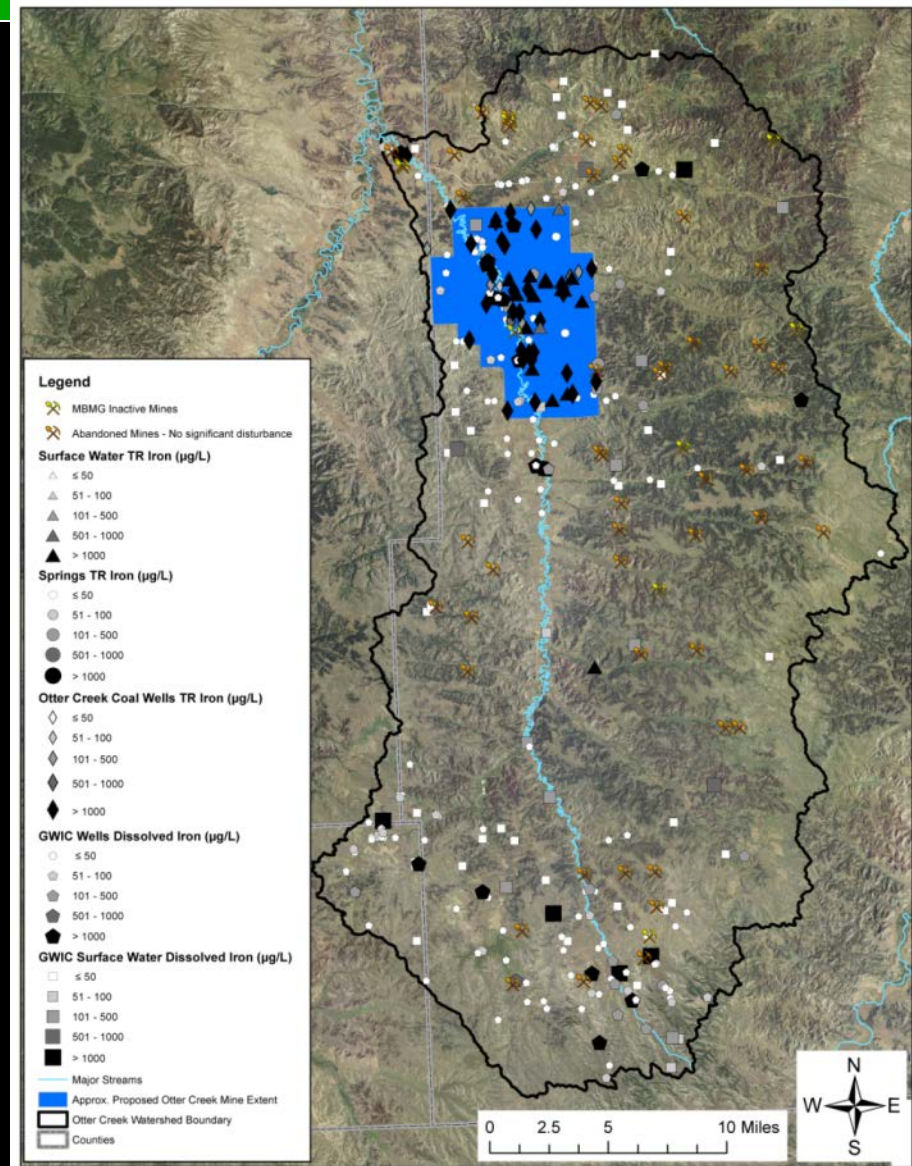 Legend
MBMG Inactive Mines
Abandoned Mines - No significant disturbance
Surface Water TR Iron (µg/L)
≤ 50
51 - 100
101 - 500
501 - 1000
> 1000
Springs TR Iron (µg/L)
≤ 50
51 - 100
101 - 500
501 - 1000
> 1000
Otter Creek Coal Wells TR Iron (µg/L)
≤ 50
51 - 100
101 - 500
501 - 1000
> 1000
GWIC Wells Dissolved Iron (µg/L)
≤ 50
51 - 100
101 - 500
501 - 1000
> 1000
GWIC Surface Water Dissolved Iron (µg/L)
≤ 50
51 - 100
101 - 500
501 - 1000
> 1000
Major Streams
Approx. Proposed Otter Creek Mine Extent
Otter Creek Watershed Boundary
Counties
0 2.5 5 10 Miles
N
W E
S